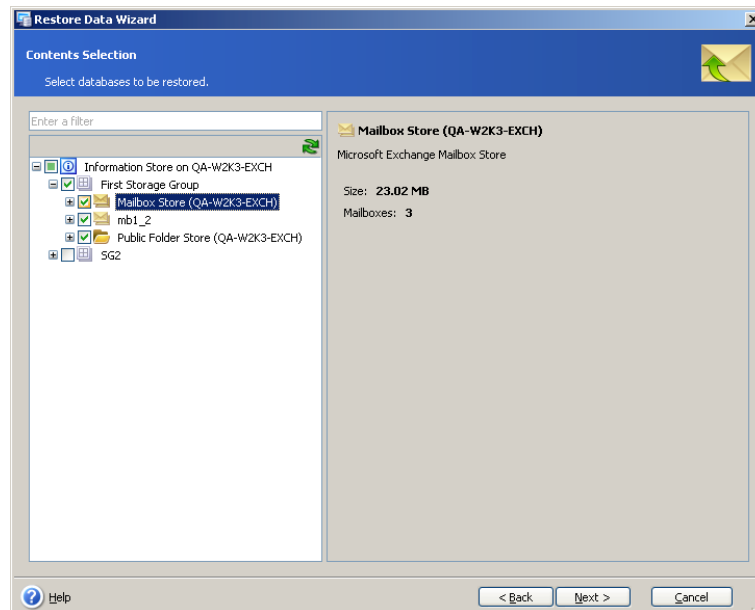 Restore Data Wizard
Contents Selection
Select databases to be restored.
Enter a filter
Information Store on QA-W2K3-EXCH
First Storage Group
Mailbox Store (QA-W2K3-EXCH)
mb1_2
Public Folder Store (QA-W2K3-EXCH)
SG2
Mailbox Store (QA-W2K3-EXCH)
Microsoft Exchange Mailbox Store
Size: 23.02 MB
Mailboxes: 3
Help
< Back
Next >
Cancel